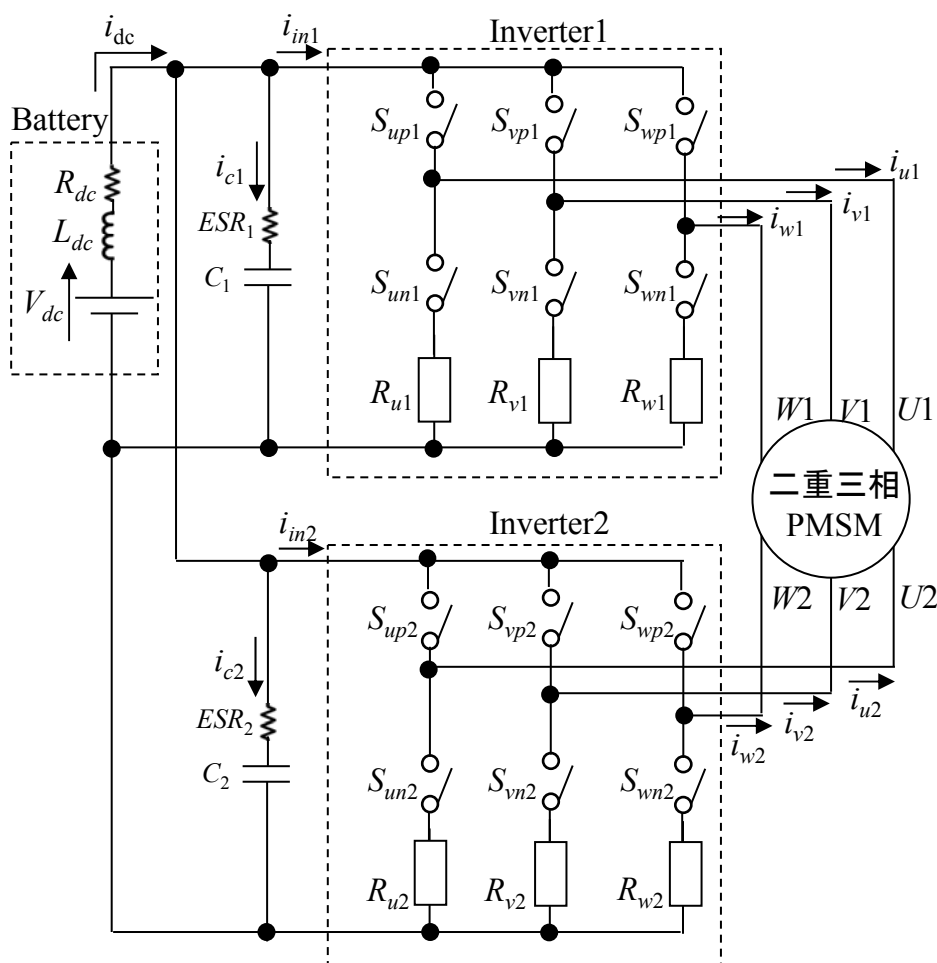 Inverter1
i_dc
i_in1
Battery
R_dc
L_dc
V_dc
i_c1
ESR_1
C_1
S_up1
S_vp1
S_wp1
i_u1
i_v1
i_w1
S_un1
S_vn1
S_wn1
R_u1
R_v1
R_w1
W1
V1
U1
二重三相
PMSM
W2
V2
U2
Inverter2
i_in2
S_up2
S_vp2
S_wp2
i_c2
ESR_2
C_2
i_u2
i_v2
i_w2
S_un2
S_vn2
S_wn2
R_u2
R_v2
R_w2